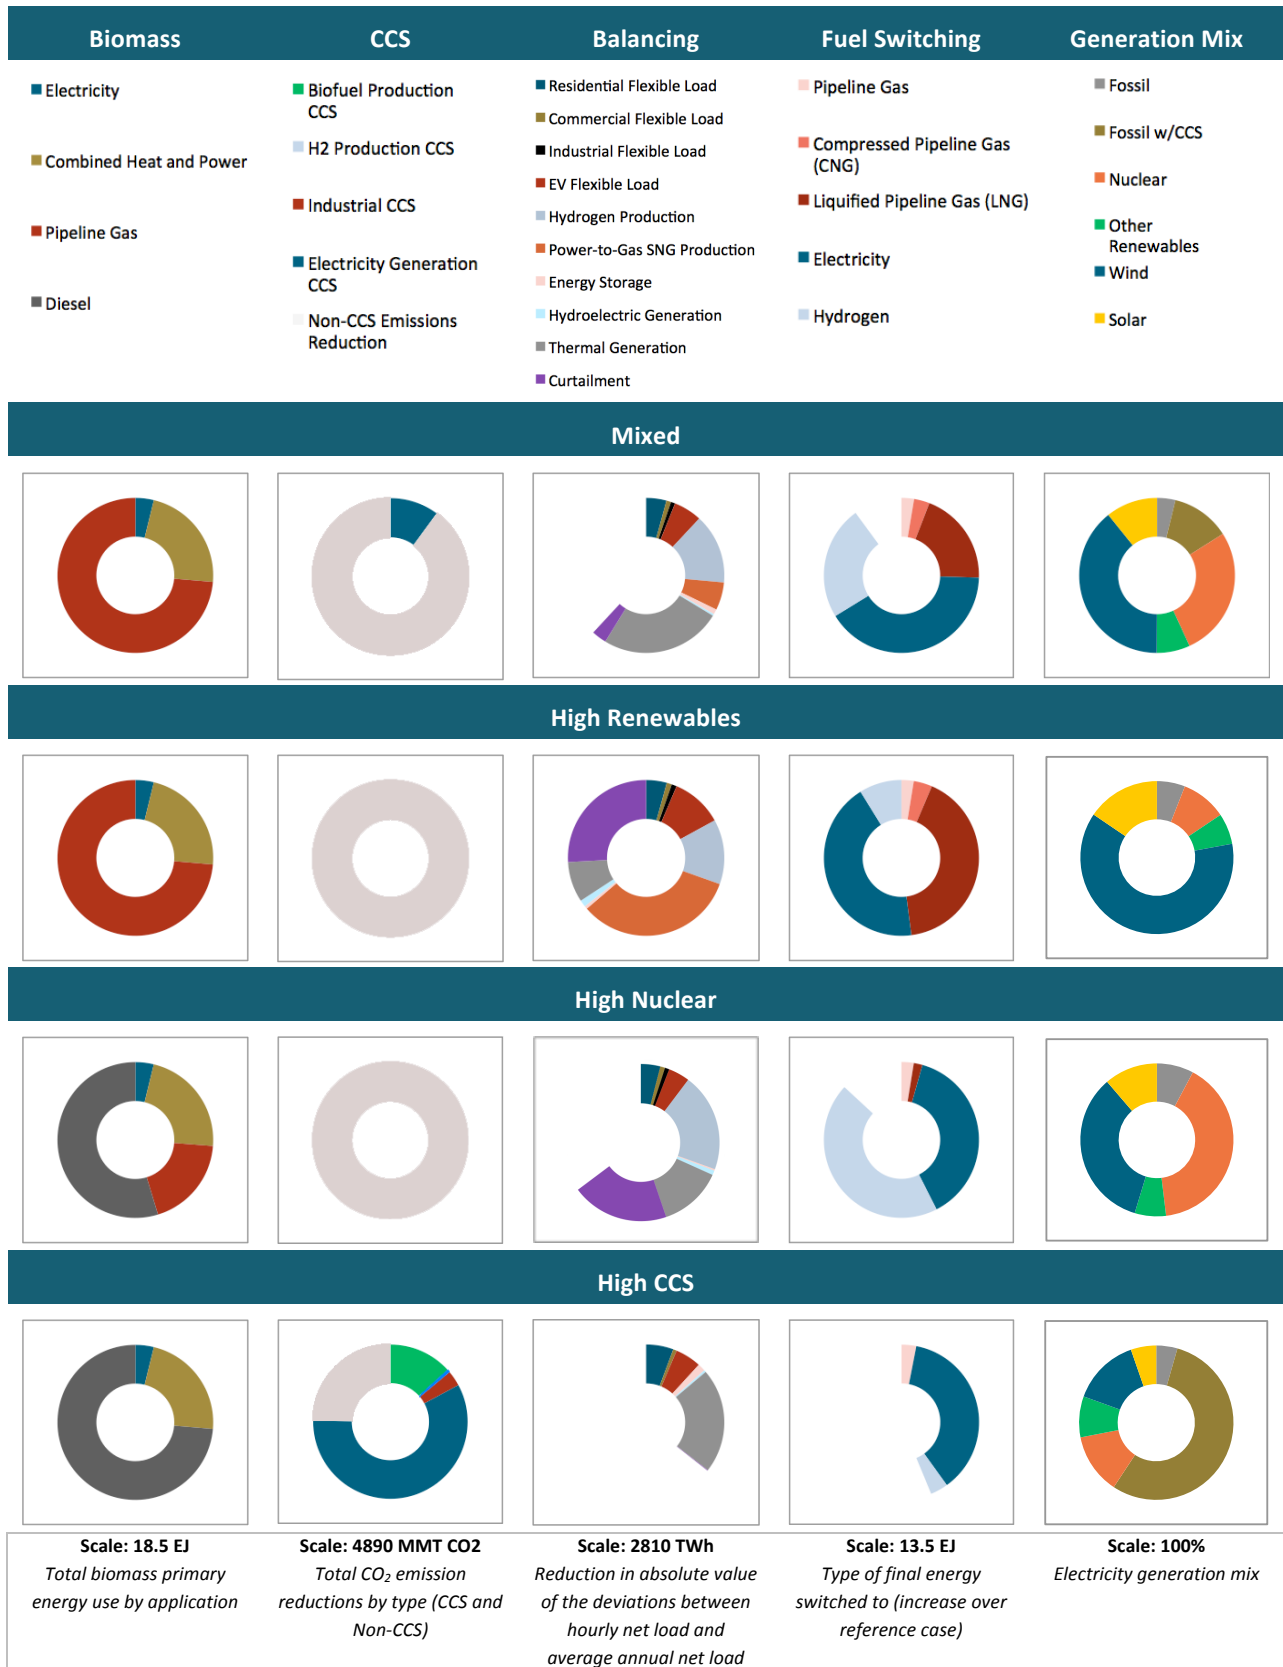 Biomass
CCS
Balancing
Fuel Switching
Generation Mix
Electricity
Combined Heat and Power
Pipeline Gas
Diesel
Biofuel Production
CCS
H2 Production CCS
Industrial CCS
Electricity Generation
CCS
Non-CCS Emissions
Reduction
Residential Flexible Load
Commercial Flexible Load
Industrial Flexible Load
EV Flexible Load
Hydrogen Production
Power-to-Gas SNG Production
Energy Storage
Hydroelectric Generation
Thermal Generation
Curtailment
Pipeline Gas
Compressed Pipeline Gas
(CNG)
Liquified Pipeline Gas (LNG)
Electricity
Hydrogen
Fossil
Fossil w/CCS
Nuclear
Other
Renewables
Wind
Solar
Mixed
High Renewables
High Nuclear
High CCS
Scale: 18.5 EJ
Total biomass primary
energy use by application
Scale: 4890 MMT CO2
Total CO₂ emission
reductions by type (CCS and
Non-CCS)
Scale: 2810 TWh
Reduction in absolute value
of the deviations between
hourly net load and
average annual net load
Scale: 13.5 EJ
Type of final energy
switched to (increase over
reference case)
Scale: 100%
Electricity generation mix